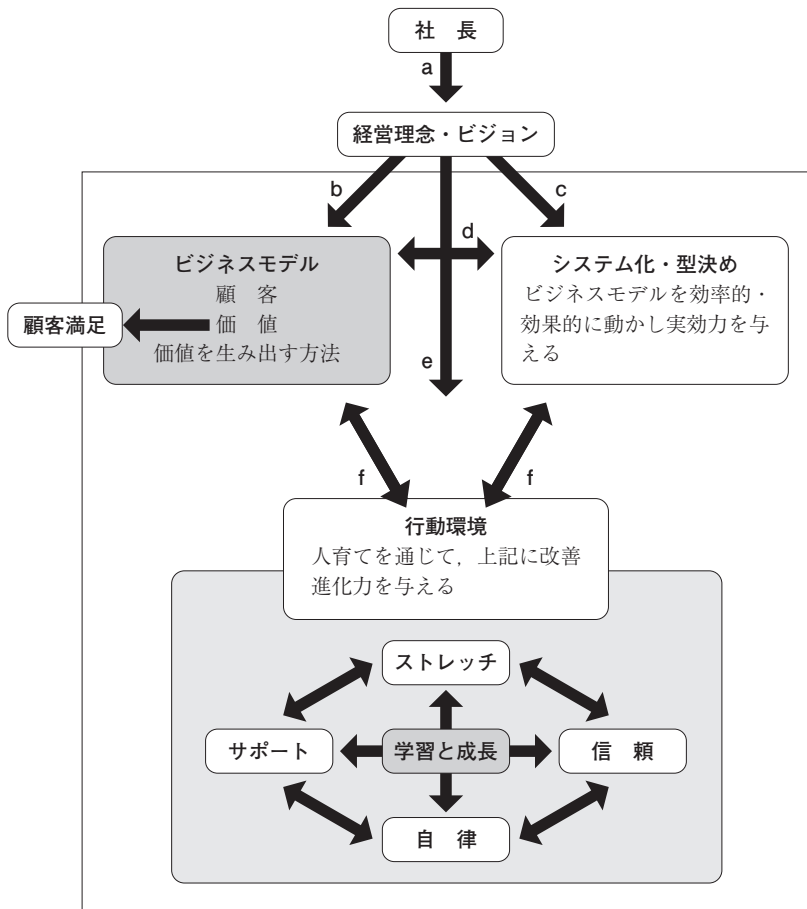 社　長
a
経営理念・ビジョン
b
c
d
ビジネスモデル
顧　客
価　値
価値を生み出す方法
顧客満足
システム化・型決め
ビジネスモデルを効率的・
効果的に動かし実効力を与
える
e
f
f
行動環境
人育てを通じて，上記に改善
進化力を与える
ストレッチ
サポート
学習と成長
信　頼
自　律